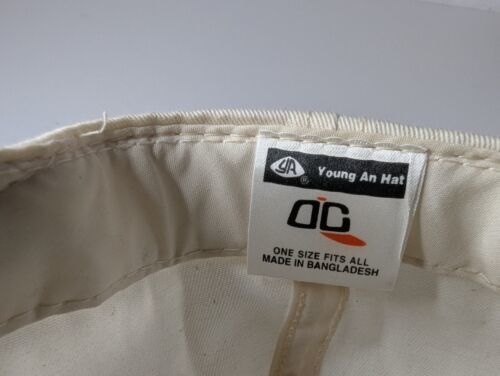 YA ® Young An Hat
OC
ONE SIZE FITS ALL
MADE IN BANGLADESH